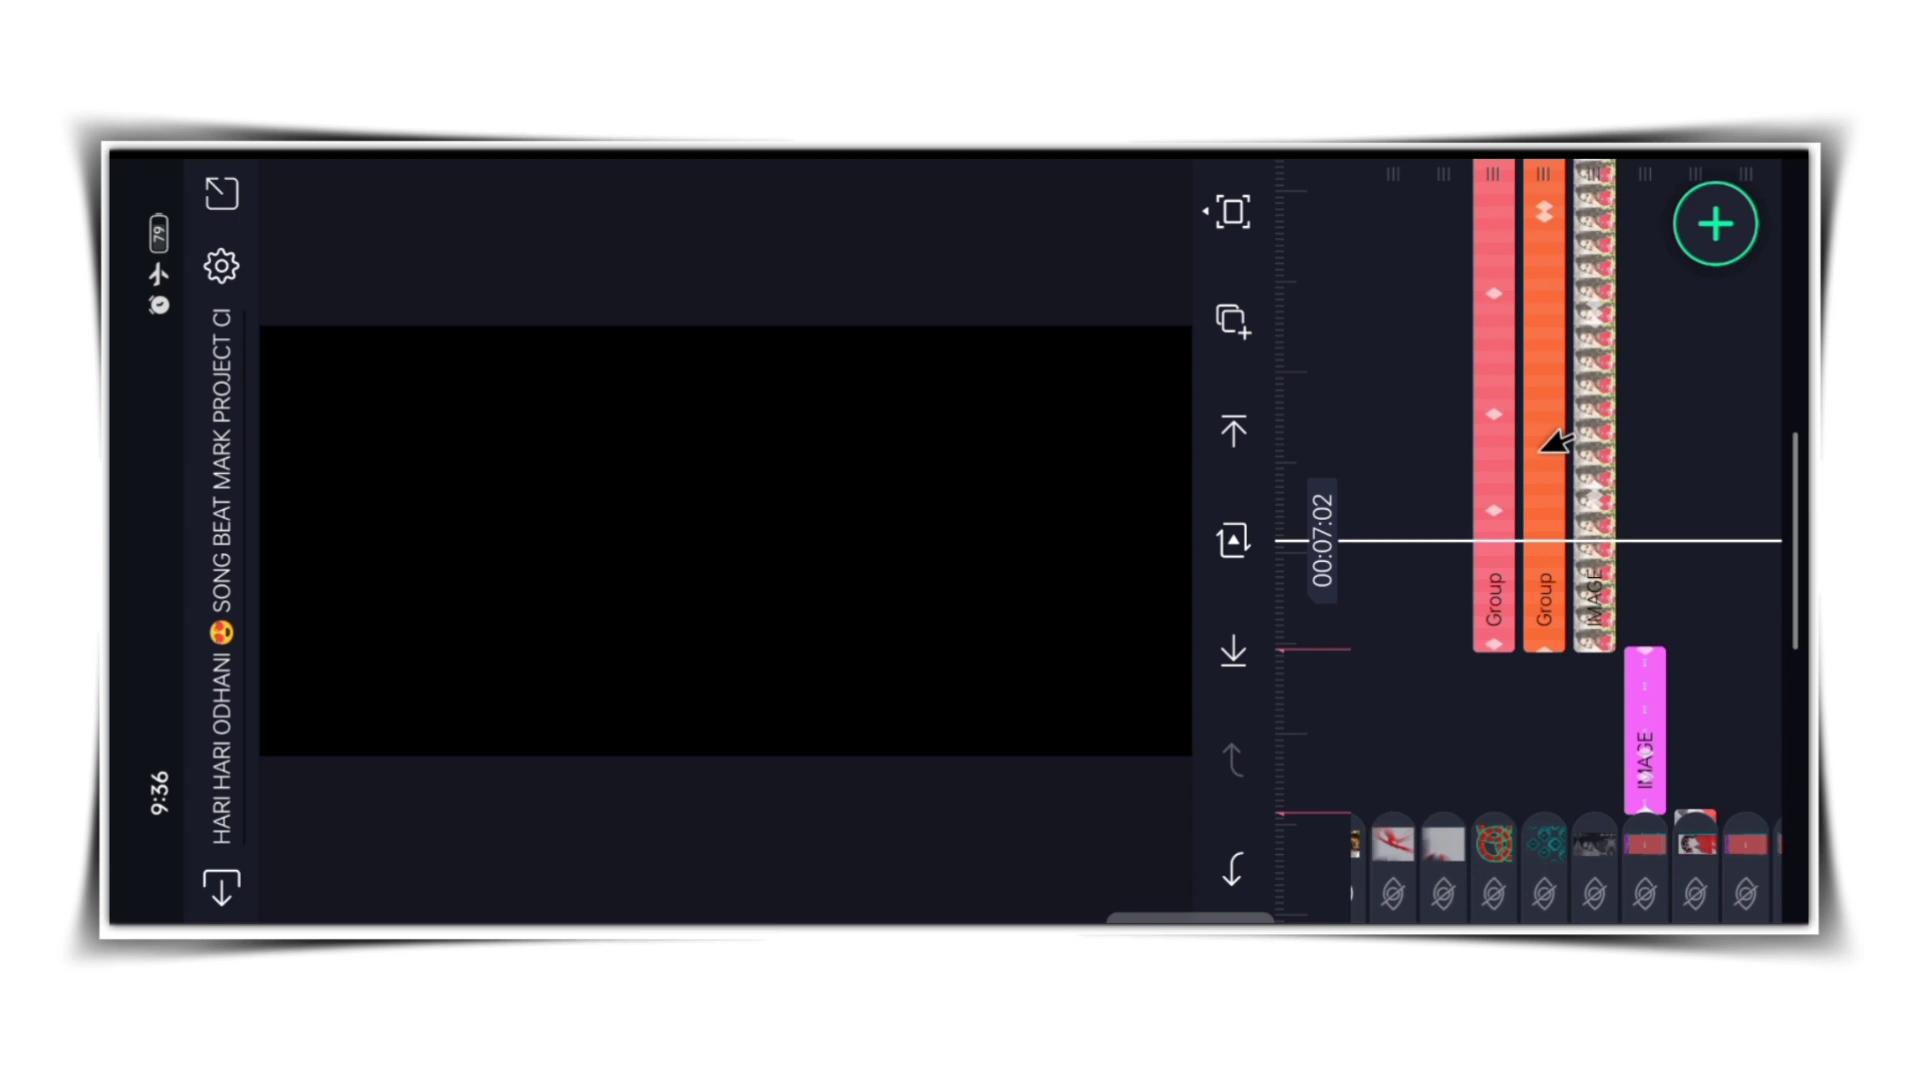 9:36
79
HARI HARI ODHANI 😍 SONG BEAT MARK PROJECT CI
00:07:02
Group
Group
IMAGE
IMAGE